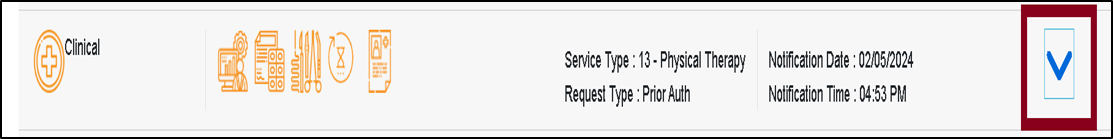 Clinical
Service Type : 13 - Physical Therapy
Request Type : Prior Auth
Notification Date : 02/05/2024
Notification Time : 04:53 PM